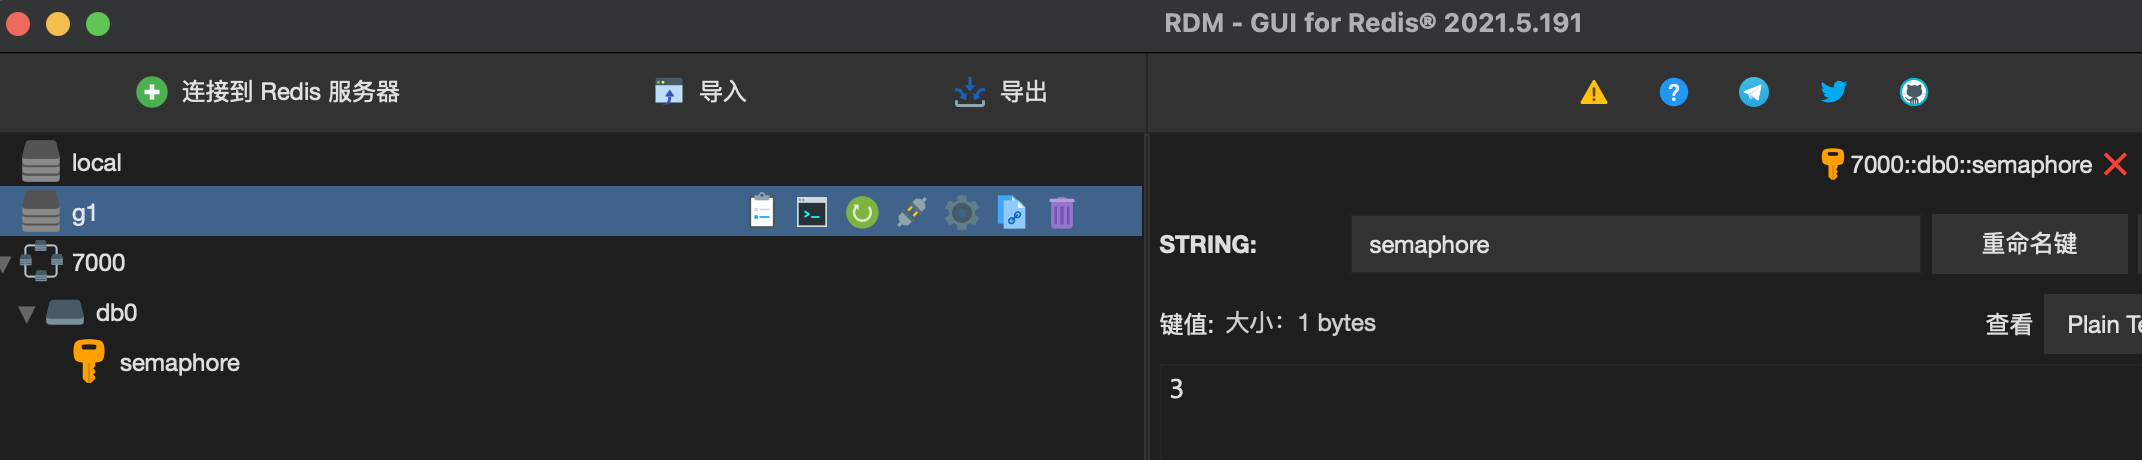 RDM - GUI for Redis® 2021.5.191
连接到 Redis 服务器 导入 导出
local
g1
7000
db0
semaphore
7000::db0::semaphore
STRING: semaphore 重命名键
键值: 大小: 1 bytes 查看 Plain Te
3